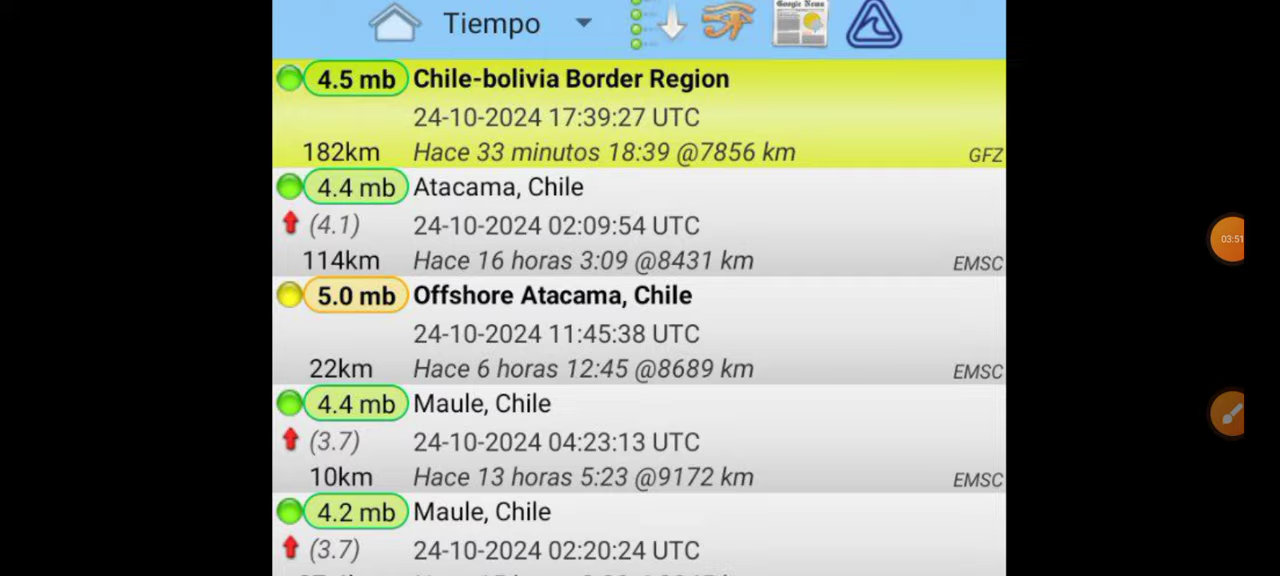 Tiempo
Google News
4.5 mb Chile-bolivia Border Region
24-10-2024 17:39:27 UTC
182km Hace 33 minutos 18:39 @7856 km GFZ
4.4 mb Atacama, Chile
(4.1) 24-10-2024 02:09:54 UTC
114km Hace 16 horas 3:09 @8431 km EMSC
5.0 mb Offshore Atacama, Chile
24-10-2024 11:45:38 UTC
22km Hace 6 horas 12:45 @8689 km EMSC
4.4 mb Maule, Chile
(3.7) 24-10-2024 04:23:13 UTC
10km Hace 13 horas 5:23 @9172 km EMSC
4.2 mb Maule, Chile
(3.7) 24-10-2024 02:20:24 UTC
03:51